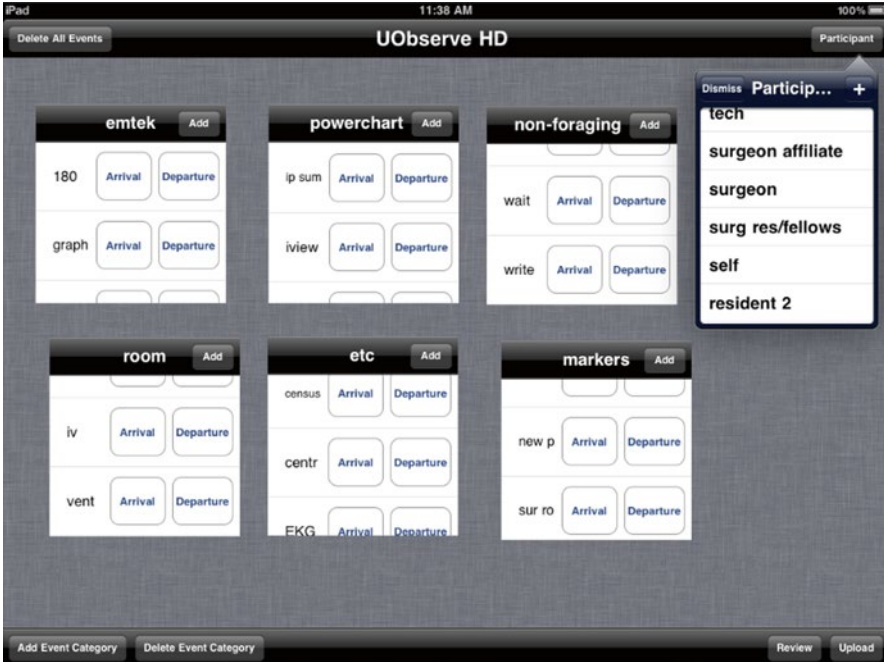 iPad 11:38 AM 100%
Delete All Events UObserve HD Participant
Dismiss Particip... +
tech
surgeon affiliate
surgeon
surg res/fellows
self
resident 2
emtek Add
180 Arrival Departure
graph Arrival Departure
powerchart Add
ip sum Arrival Departure
iview Arrival Departure
non-foraging Add
wait Arrival Departure
write Arrival Departure
room Add
iv Arrival Departure
vent Arrival Departure
etc Add
census Arrival Departure
centr Arrival Departure
EKG Arrival Departure
markers Add
new p Arrival Departure
sur ro Arrival Departure
Add Event Category Delete Event Category Review Upload